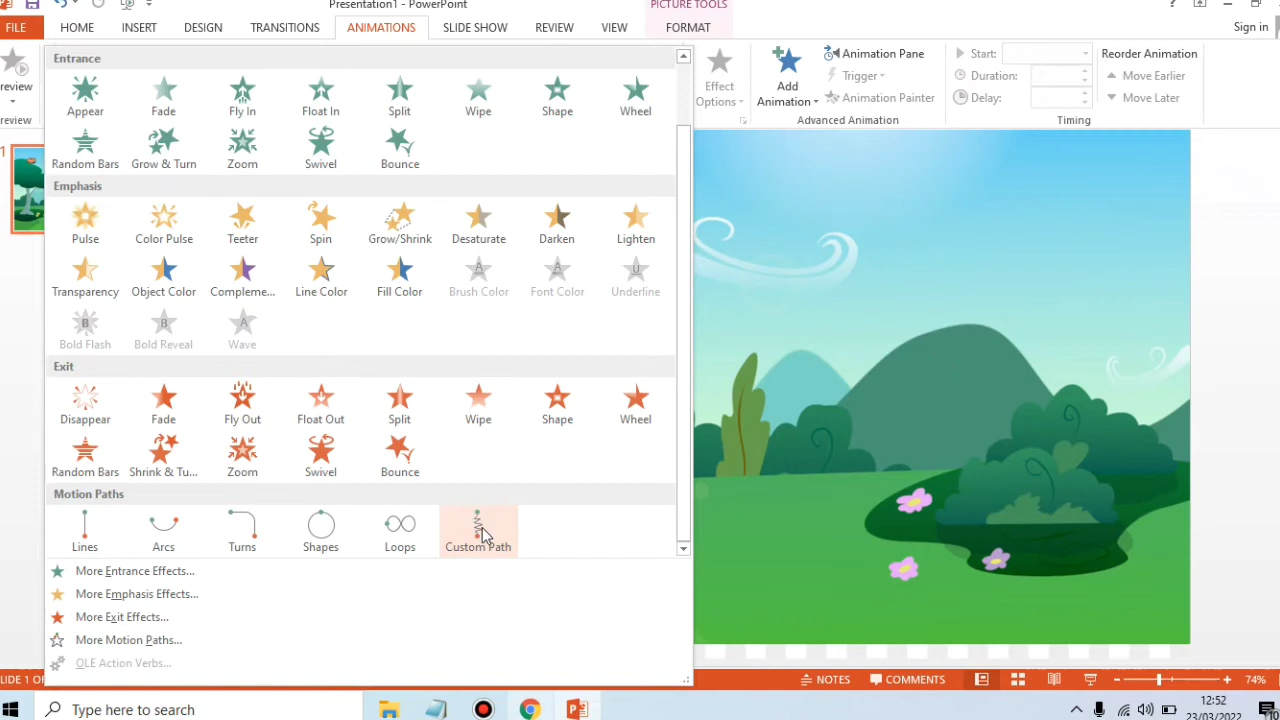 Presentation1 - PowerPoint
PICTURE TOOLS
FILE HOME INSERT DESIGN TRANSITIONS ANIMATIONS SLIDE SHOW REVIEW VIEW FORMAT Sign in
review
review
Entrance
Appear Fade Fly In Float In Split Wipe Shape Wheel
Random Bars Grow & Turn Zoom Swivel Bounce
Emphasis
Pulse Color Pulse Teeter Spin Grow/Shrink Desaturate Darken Lighten
Transparency Object Color Compleme... Line Color Fill Color Brush Color Font Color Underline
Bold Flash Bold Reveal Wave
Exit
Disappear Fade Fly Out Float Out Split Wipe Shape Wheel
Random Bars Shrink & Tu... Zoom Swivel Bounce
Motion Paths
Lines Arcs Turns Shapes Loops Custom Path
More Entrance Effects...
More Emphasis Effects...
More Exit Effects...
More Motion Paths...
OLE Action Verbs...
Effect
Options
Add
Animation
Animation Pane
Trigger
Animation Painter
Advanced Animation
Start:
Duration:
Delay:
Reorder Animation
Move Earlier
Move Later
Timing
1
SLIDE 1 OF
NOTES COMMENTS 74%
Type here to search
12:52
23/03/2022